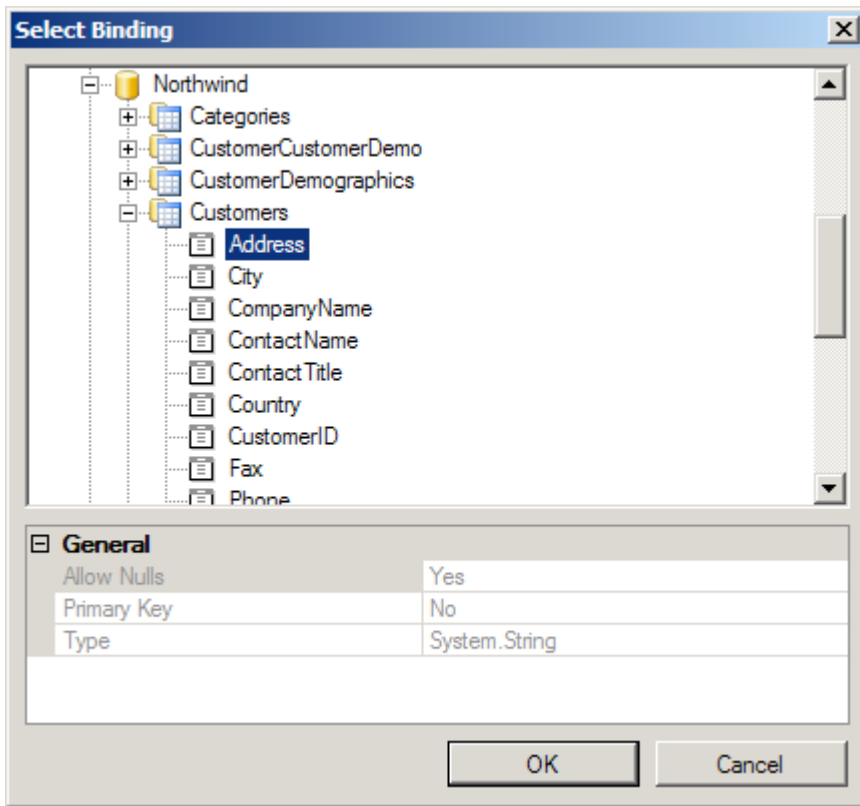 Select Binding
Northwind
Categories
CustomerCustomerDemo
CustomerDemographics
Customers
Address
City
CompanyName
ContactName
ContactTitle
Country
CustomerID
Fax
Phone
General
Allow Nulls Yes
Primary Key No
Type System.String
OK Cancel